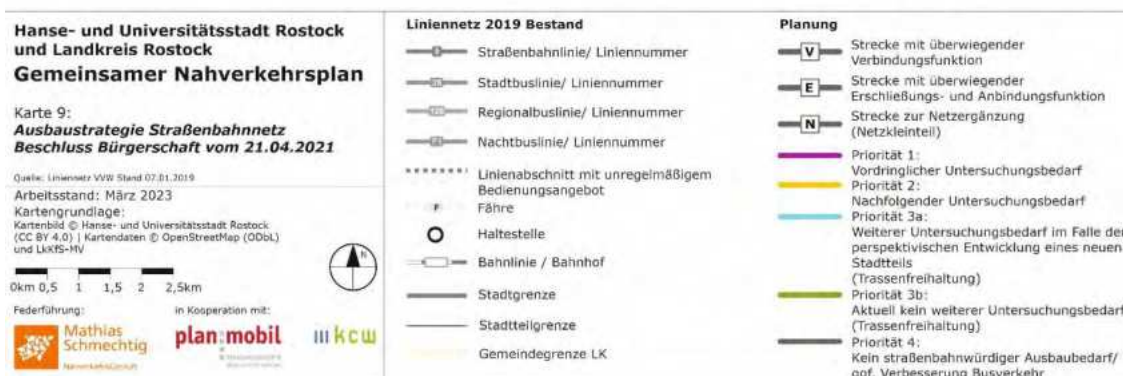 Hanse- und Universitätsstadt Rostock
und Landkreis Rostock
Gemeinsamer Nahverkehrsplan
Karte 9:
Ausbaustrategie Straßenbahnnetz
Beschluss Bürgerschaft vom 21.04.2021
Quelle: Liniennetz VVW Stand 07.01.2019
Arbeitsstand: März 2023
Kartengrundlage:
Kartenbild © Hanse- und Universitätsstadt Rostock
(CC BY 4.0) | Kartendaten © OpenStreetMap (ODbL)
und LkKfS-MV
N
0km 0,5 1 1,5 2 2,5km
Federführung:
in Kooperation mit:
Mathias
Schmechtig
NahverkehrsConsult
plan:mobil
kcw
Liniennetz 2019 Bestand
Straßenbahnlinie/ Liniennummer
Stadtbuslinie/ Liniennummer
Regionalbuslinie/ Liniennummer
Nachtbuslinie/ Liniennummer
Linienabschnitt mit unregelmäßigem
Bedienungsangebot
F Fähre
Haltestelle
Bahnlinie / Bahnhof
Stadtgrenze
Stadtteilgrenze
Gemeindegrenze LK
Planung
V Strecke mit überwiegender
Verbindungsfunktion
E Strecke mit überwiegender
Erschließungs- und Anbindungsfunktion
N Strecke zur Netzergänzung
(Netzkleinteil)
Priorität 1:
Vordringlicher Untersuchungsbedarf
Priorität 2:
Nachfolgender Untersuchungsbedarf
Priorität 3a:
Weiterer Untersuchungsbedarf im Falle der
perspektivischen Entwicklung eines neuen
Stadtteils
(Trassenfreihaltung)
Priorität 3b:
Aktuell kein weiterer Untersuchungsbedarf
(Trassenfreihaltung)
Priorität 4:
Kein straßenbahnwürdiger Ausbaubedarf/
ggf. Verbesserung Busverkehr